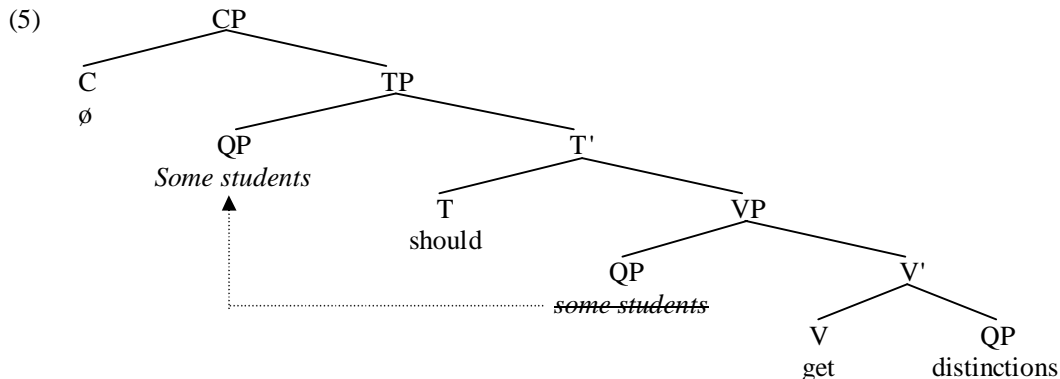 (5) CP
C TP
ø
QP T'
Some students
T VP
should
QP V'
some students
V QP
get distinctions